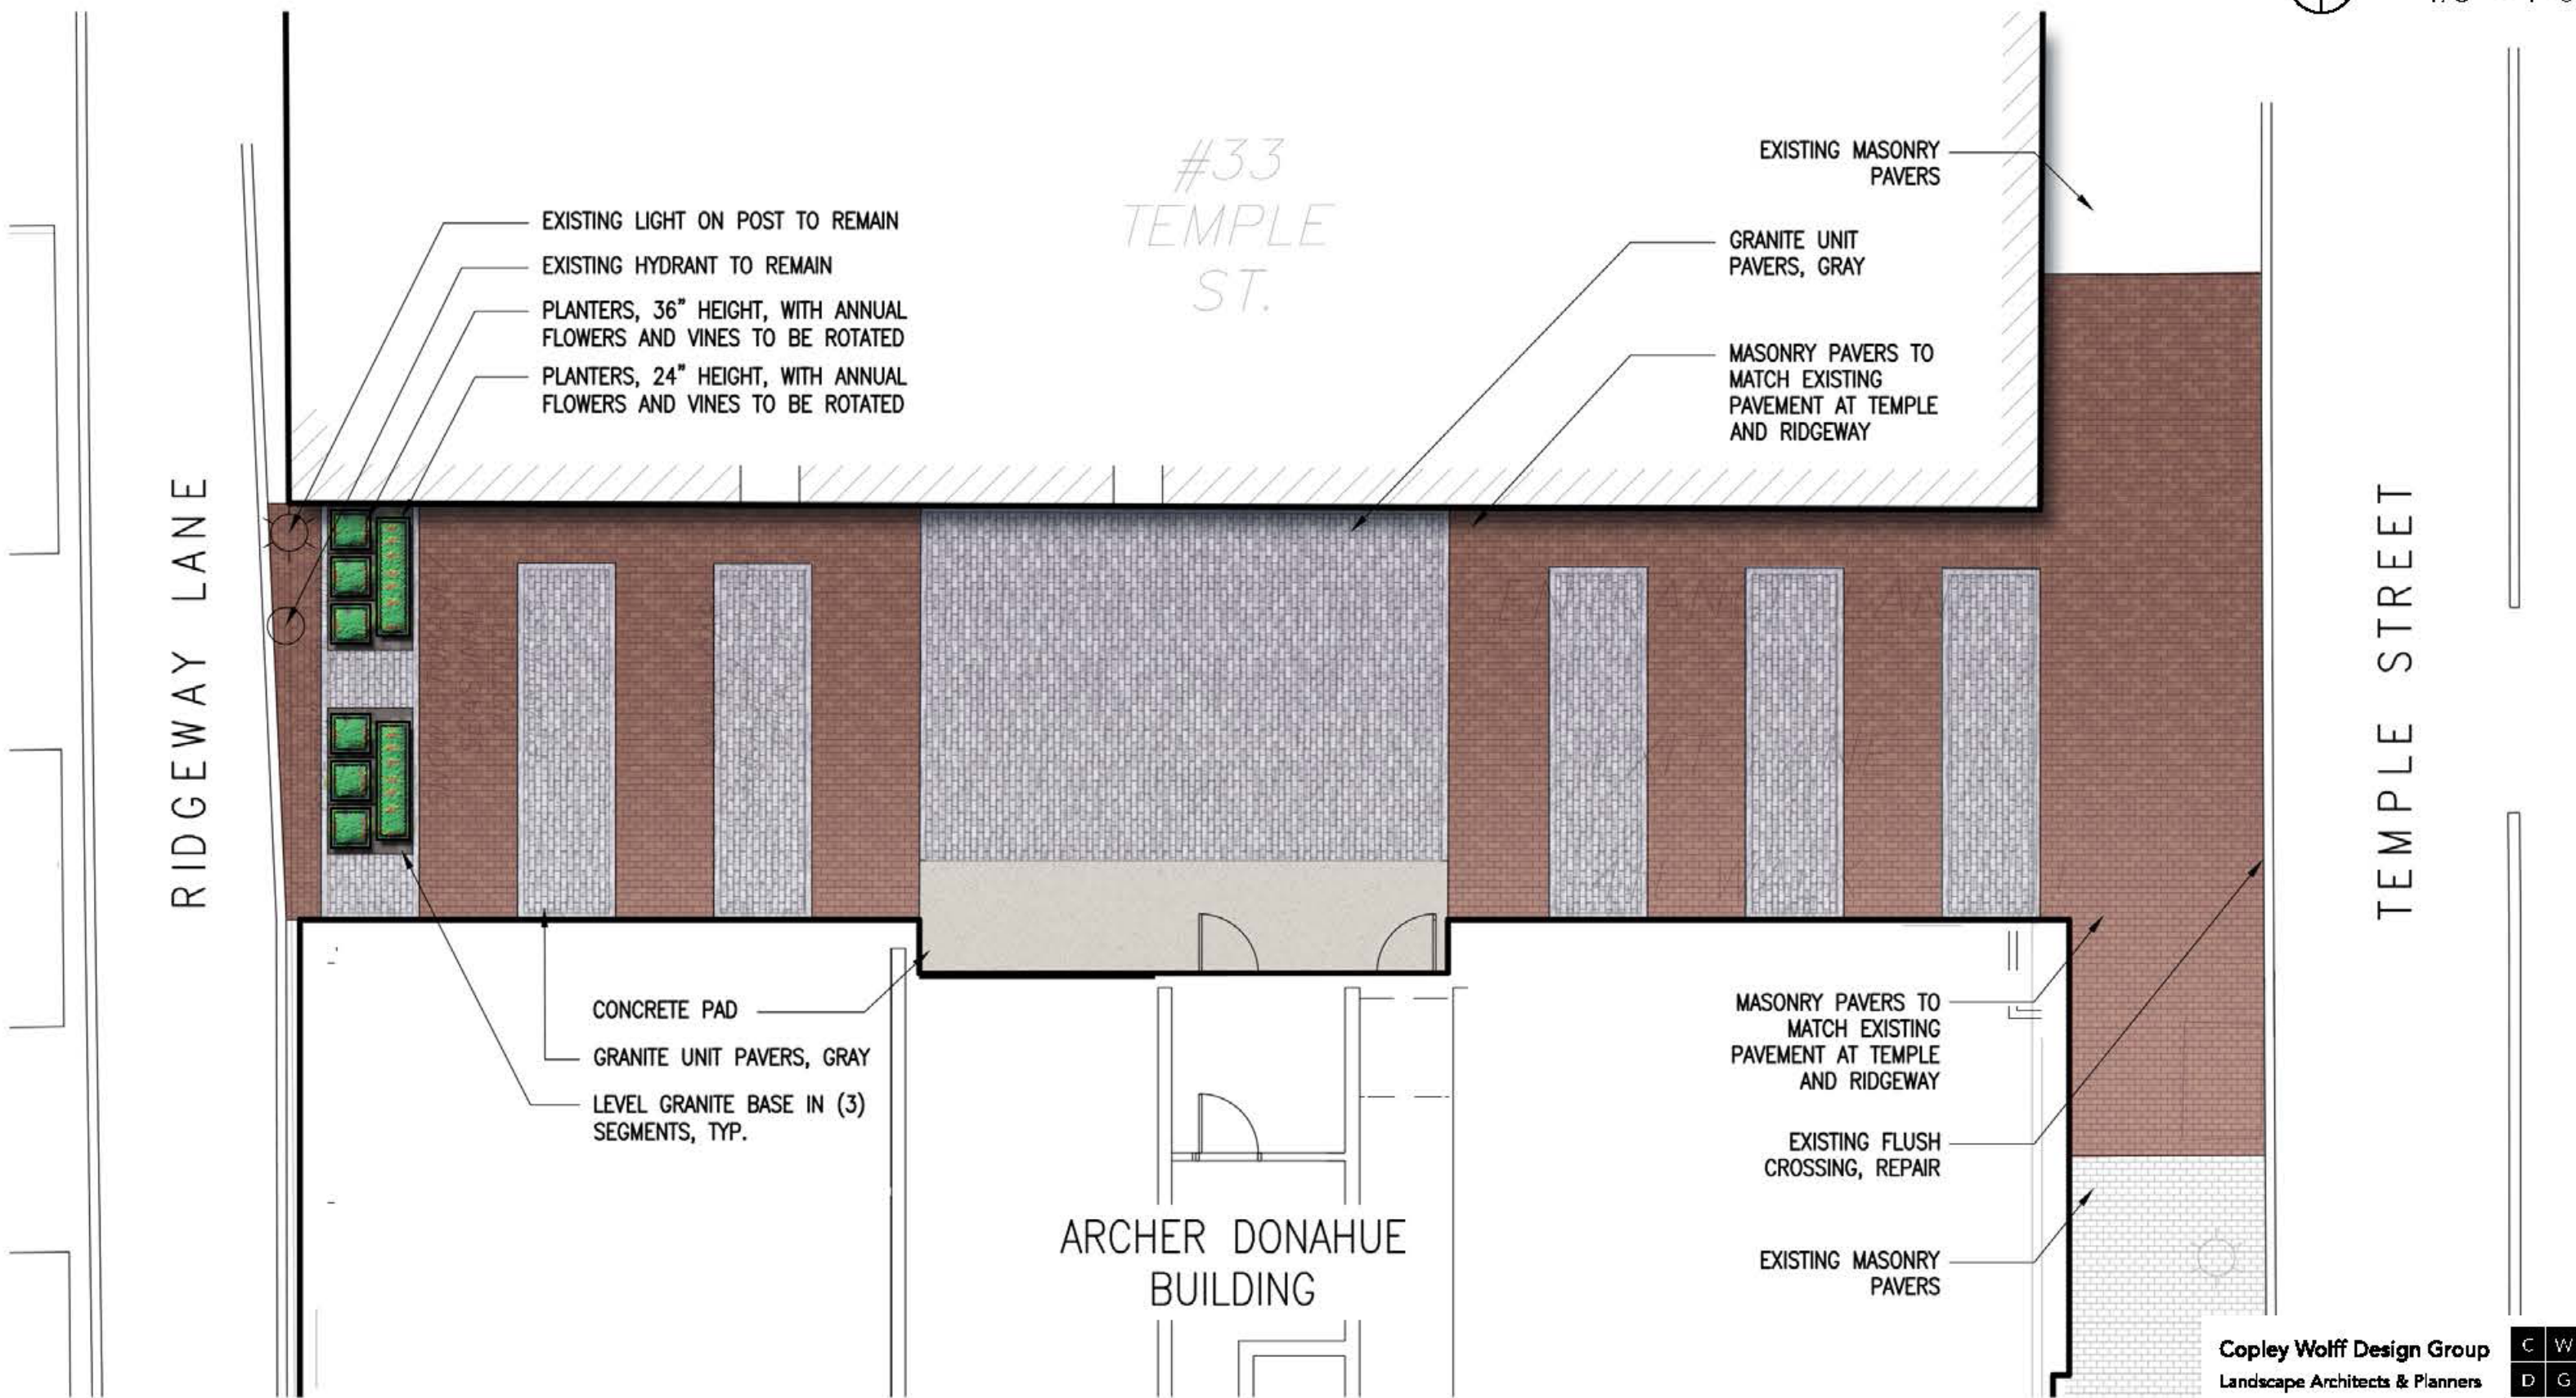 #33
TEMPLE
ST.
EXISTING LIGHT ON POST TO REMAIN
EXISTING HYDRANT TO REMAIN
PLANTERS, 36" HEIGHT, WITH ANNUAL
FLOWERS AND VINES TO BE ROTATED
PLANTERS, 24" HEIGHT, WITH ANNUAL
FLOWERS AND VINES TO BE ROTATED
EXISTING MASONRY
PAVERS
GRANITE UNIT
PAVERS, GRAY
MASONRY PAVERS TO
MATCH EXISTING
PAVEMENT AT TEMPLE
AND RIDGEWAY
RIDGEWAY LANE
TEMPLE STREET
CONCRETE PAD
GRANITE UNIT PAVERS, GRAY
LEVEL GRANITE BASE IN (3)
SEGMENTS, TYP.
MASONRY PAVERS TO
MATCH EXISTING
PAVEMENT AT TEMPLE
AND RIDGEWAY
EXISTING FLUSH
CROSSING, REPAIR
EXISTING MASONRY
PAVERS
ARCHER DONAHUE
BUILDING
Copley Wolff Design Group
Landscape Architects & Planners
C W
D G